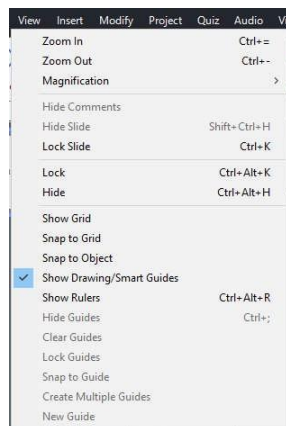 View Insert Modify Project Quiz Audio
Zoom In Ctrl+=
Zoom Out Ctrl+-
Magnification >
Hide Comments
Hide Slide Shift+Ctrl+H
Lock Slide Ctrl+K
Lock Ctrl+Alt+K
Hide Ctrl+Alt+H
Show Grid
Snap to Grid
Snap to Object
Show Drawing/Smart Guides
Show Rulers Ctrl+Alt+R
Hide Guides Ctrl+;
Clear Guides
Lock Guides
Snap to Guide
Create Multiple Guides
New Guide